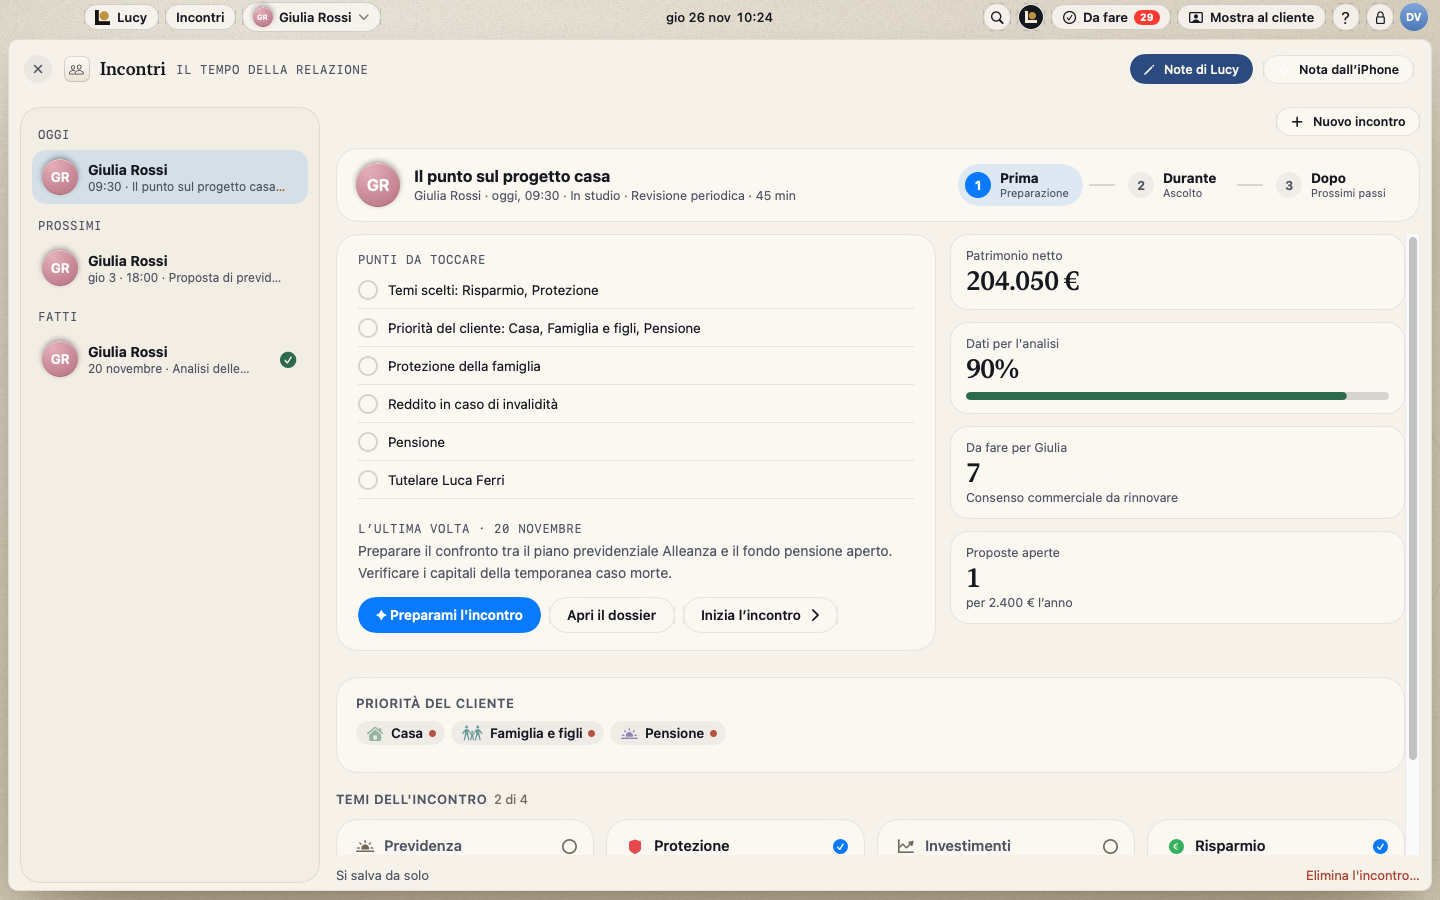 Lucy
Incontri
GR Giulia Rossi
gio 26 nov 10:24
Da fare 29
Mostra al cliente
?
DV
Incontri IL TEMPO DELLA RELAZIONE
Note di Lucy
Nota dall’iPhone
Nuovo incontro
OGGI
GR
Giulia Rossi
09:30 · Il punto sul progetto casa…
PROSSIMI
GR
Giulia Rossi
gio 3 · 18:00 · Proposta di previd…
FATTI
GR
Giulia Rossi
20 novembre · Analisi delle…
GR
Il punto sul progetto casa
Giulia Rossi · oggi, 09:30 · In studio · Revisione periodica · 45 min
1 Prima
Preparazione
2 Durante
Ascolto
3 Dopo
Prossimi passi
PUNTI DA TOCCARE
Temi scelti: Risparmio, Protezione
Priorità del cliente: Casa, Famiglia e figli, Pensione
Protezione della famiglia
Reddito in caso di invalidità
Pensione
Tutelare Luca Ferri
L’ULTIMA VOLTA · 20 NOVEMBRE
Preparare il confronto tra il piano previdenziale Alleanza e il fondo pensione aperto.
Verificare i capitali della temporanea caso morte.
Preparami l'incontro
Apri il dossier
Inizia l’incontro
Patrimonio netto
204.050 €
Dati per l'analisi
90%
Da fare per Giulia
7
Consenso commerciale da rinnovare
Proposte aperte
1
per 2.400 € l’anno
PRIORITÀ DEL CLIENTE
Casa
Famiglia e figli
Pensione
TEMI DELL'INCONTRO 2 di 4
Previdenza
Protezione
Investimenti
€ Risparmio
Si salva da solo
Elimina l'incontro…